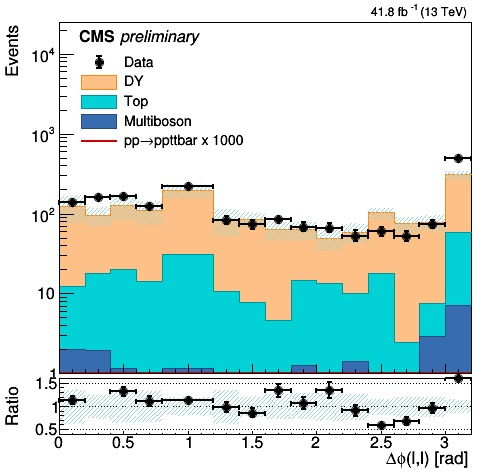 41.8 fb⁻¹ (13 TeV)
Events
CMS preliminary
Data
DY
Top
Multiboson
pp→ppttbar x 1000
10⁴
10³
10²
10
1
Ratio
1.5
1
0.5
0 0.5 1 1.5 2 2.5 3
Δφ(l,l) [rad]